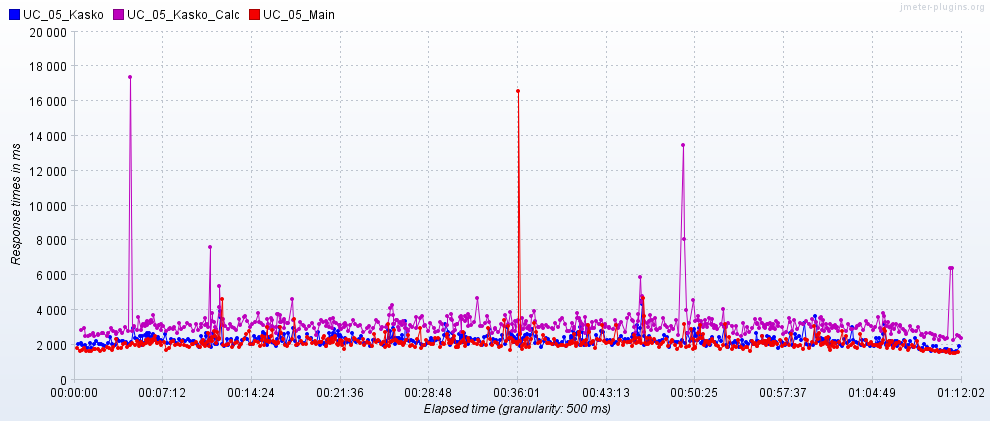 UC_05_Kasko UC_05_Kasko_Calc UC_05_Main
jmeter-plugins.org
20 000
18 000
16 000
14 000
12 000
10 000
8 000
6 000
4 000
2 000
0
Response times in ms
00:00:00 00:07:12 00:14:24 00:21:36 00:28:48 00:36:01 00:43:13 00:50:25 00:57:37 01:04:49 01:12:02
Elapsed time (granularity: 500 ms)